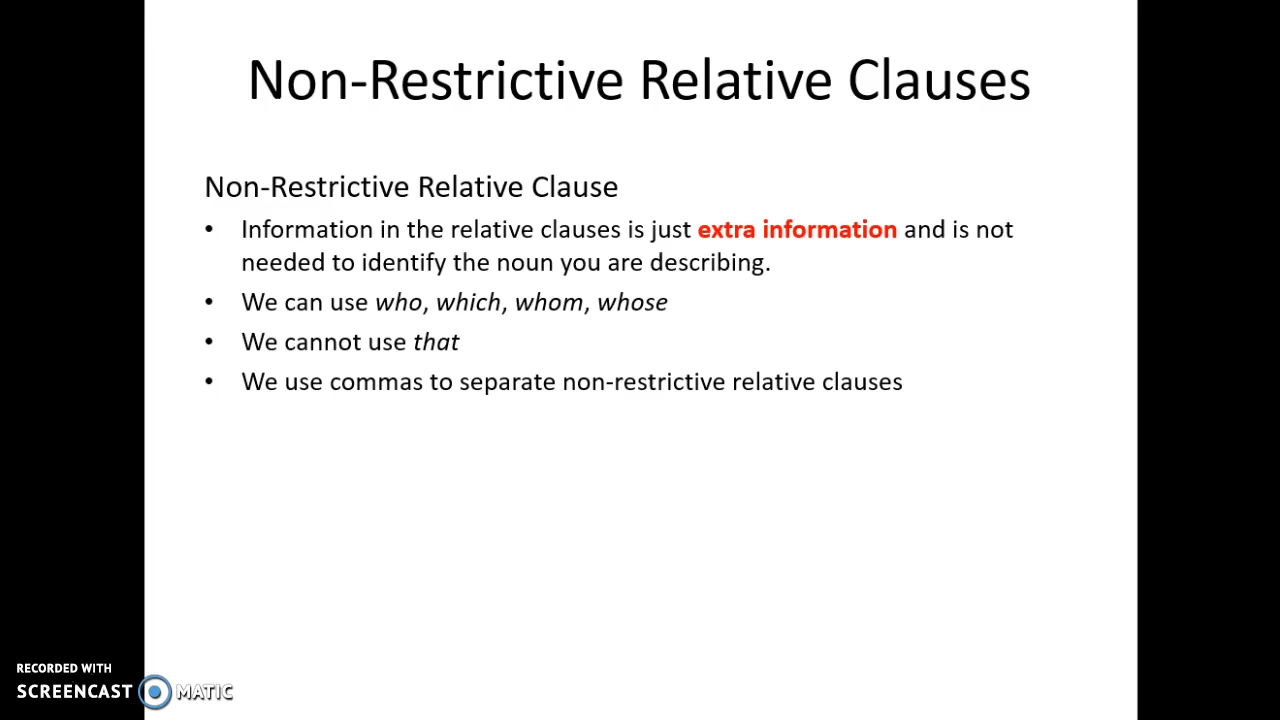 Non-Restrictive Relative Clauses
Non-Restrictive Relative Clause
• Information in the relative clauses is just extra information and is not
needed to identify the noun you are describing.
• We can use who, which, whom, whose
• We cannot use that
• We use commas to separate non-restrictive relative clauses
RECORDED WITH
SCREENCAST MATIC